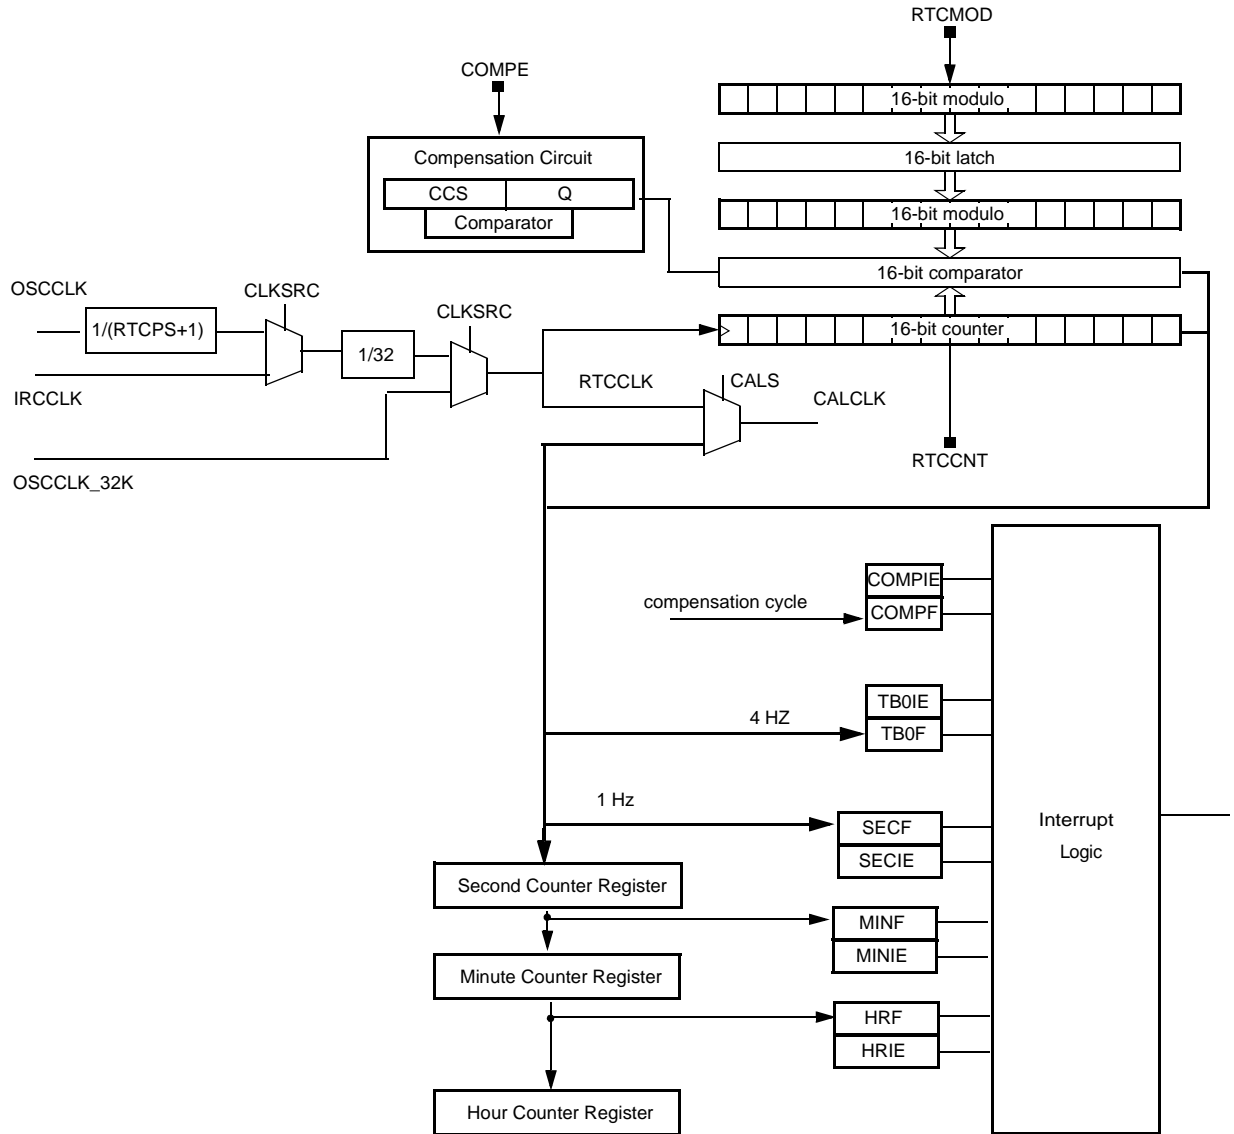 RTCMOD
COMPE
16-bit modulo
Compensation Circuit
16-bit latch
CCS
Q
16-bit modulo
Comparator
16-bit comparator
OSCCLK
CLKSRC
CLKSRC
1/(RTCPS+1)
16-bit counter
1/32
RTCCLK
CALS
IRCCLK
CALCLK
RTCCNT
OSCCLK_32K
COMPIE
compensation cycle
COMPF
TB0IE
4 HZ
TB0F
1 Hz
SECF
Interrupt
Logic
SECIE
Second Counter Register
MINF
MINIE
Minute Counter Register
HRF
HRIE
Hour Counter Register